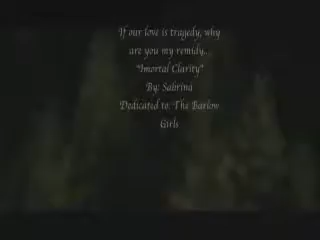 If our love is tragedy, why
are you my remidy...
"Imortal Clarity"
By: Sabrina
Dedicated to: The Barlow
Girls